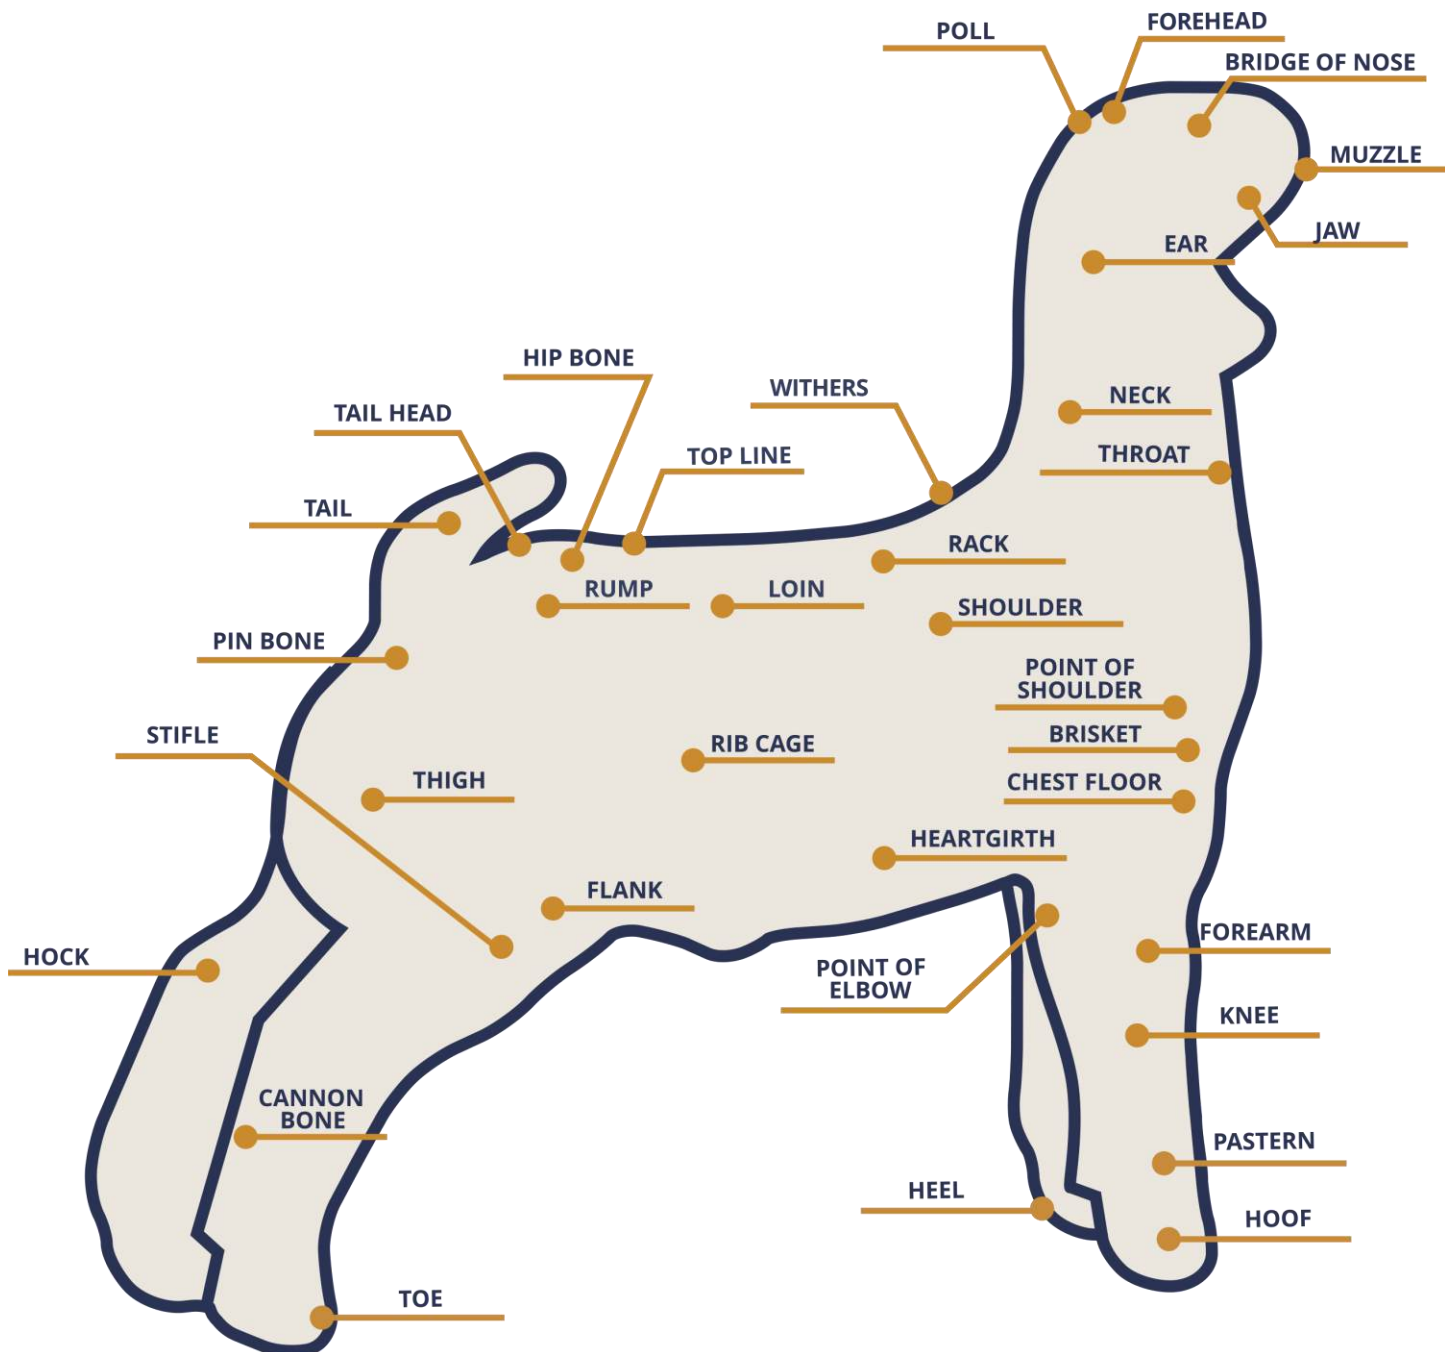 FOREHEAD
POLL
BRIDGE OF NOSE
MUZZLE
JAW
EAR
HIP BONE
WITHERS
NECK
TAIL HEAD
THROAT
TOP LINE
TAIL
RACK
RUMP
LOIN
SHOULDER
PIN BONE
POINT OF
SHOULDER
STIFLE
BRISKET
RIB CAGE
THIGH
CHEST FLOOR
HEARTGIRTH
FLANK
FOREARM
HOCK
POINT OF
ELBOW
KNEE
CANNON
BONE
PASTERN
HEEL
HOOF
TOE